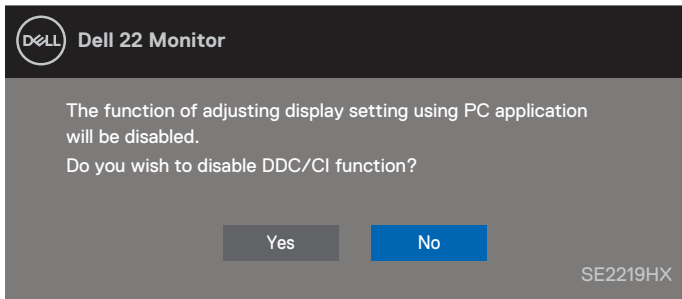 DELL Dell 22 Monitor
The function of adjusting display setting using PC application
will be disabled.
Do you wish to disable DDC/CI function?
Yes No
SE2219HX